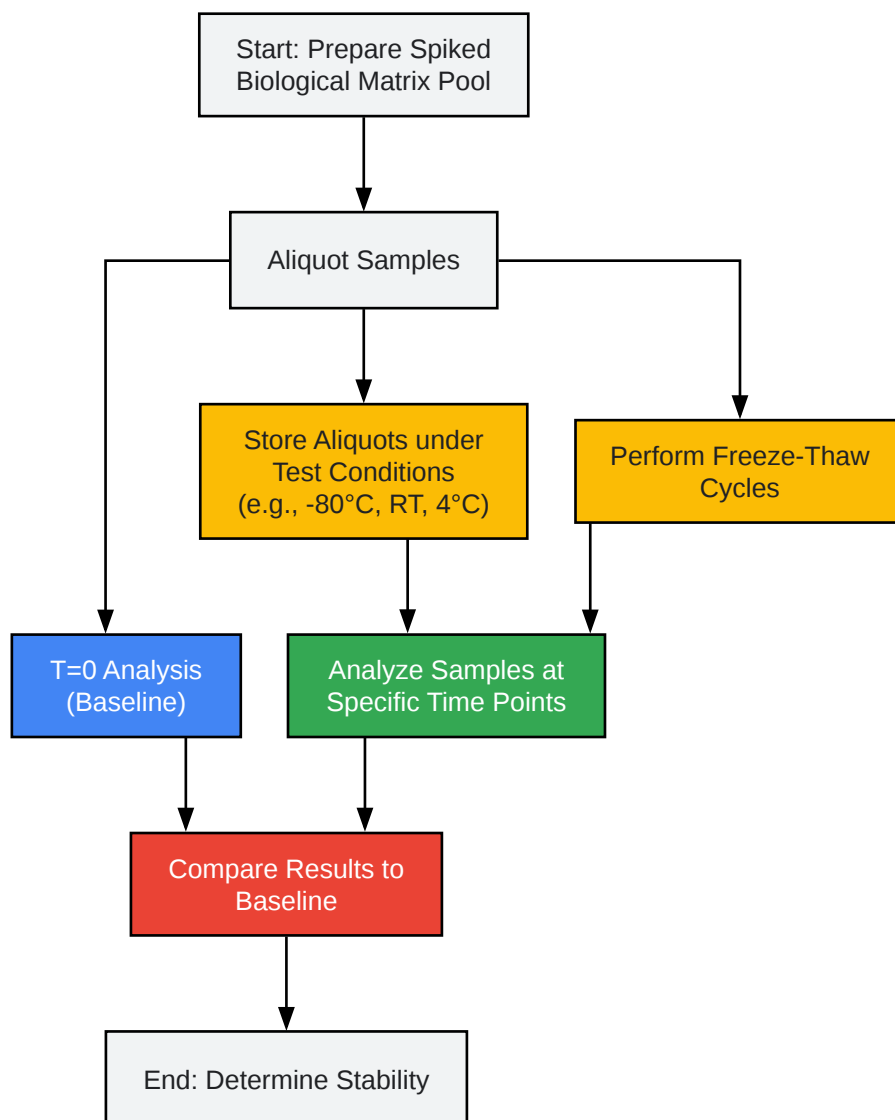 Start: Prepare Spiked
Biological Matrix Pool
Aliquot Samples
Store Aliquots under
Test Conditions
(e.g., -80°C, RT, 4°C)
Perform Freeze-Thaw
Cycles
T=0 Analysis
(Baseline)
Analyze Samples at
Specific Time Points
Compare Results to
Baseline
End: Determine Stability